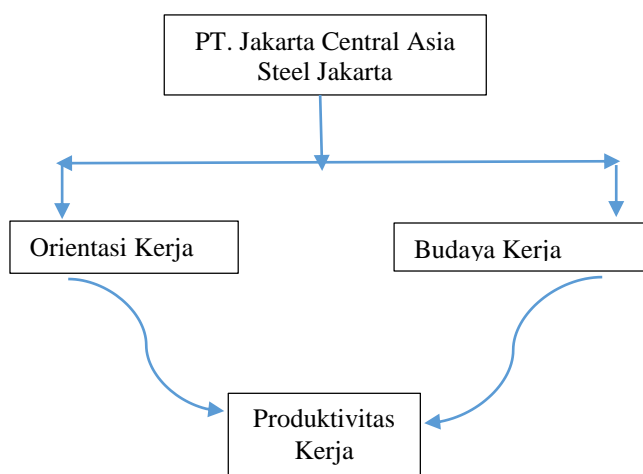 PT. Jakarta Central Asia
Steel Jakarta
Orientasi Kerja
Budaya Kerja
Produktivitas
Kerja